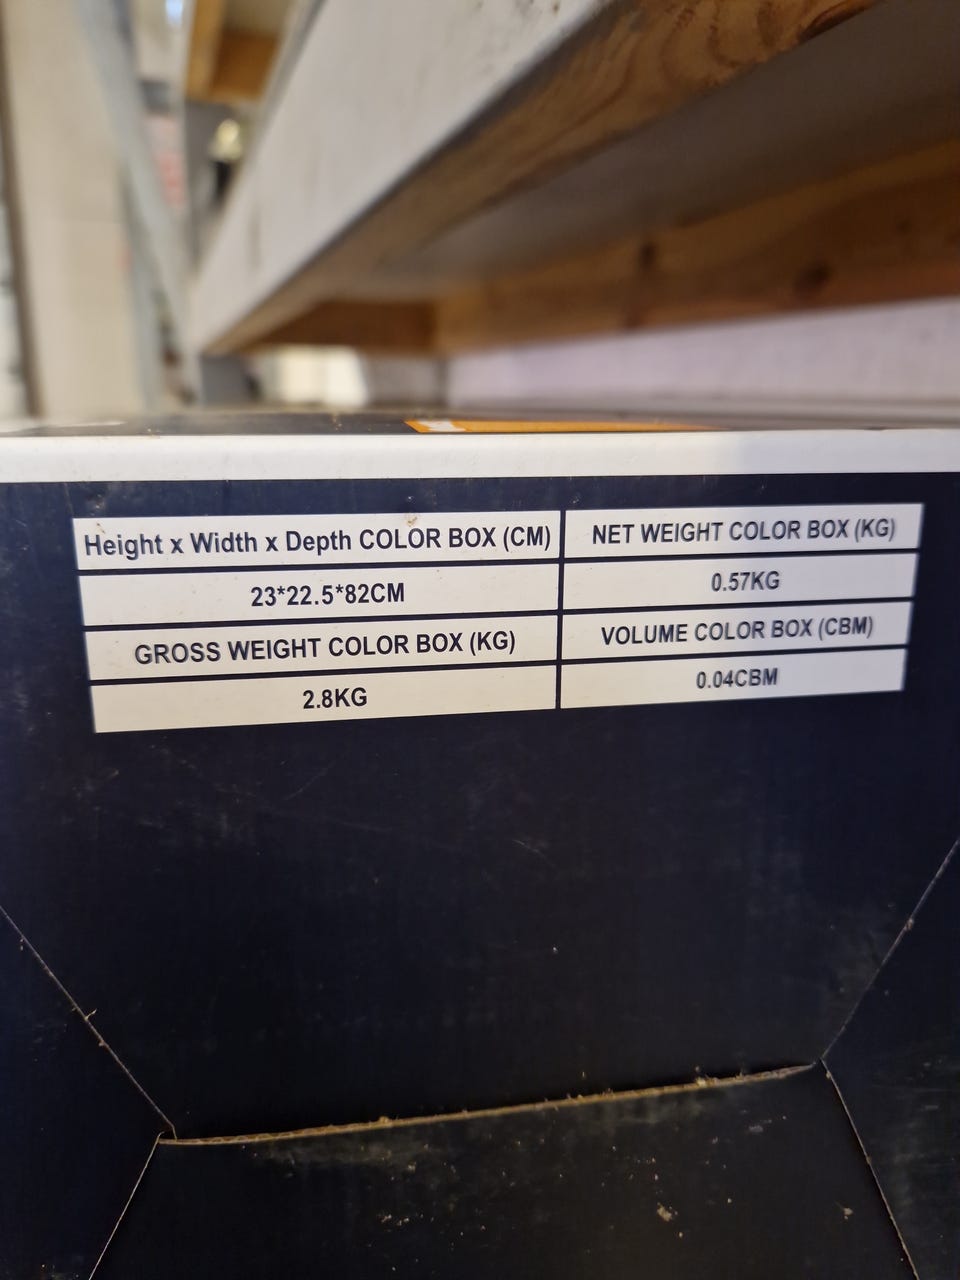 Height x Width x Depth COLOR BOX (CM)
NET WEIGHT COLOR BOX (KG)
23*22.5*82CM
0.57KG
GROSS WEIGHT COLOR BOX (KG)
VOLUME COLOR BOX (CBM)
2.8KG
0.04CBM